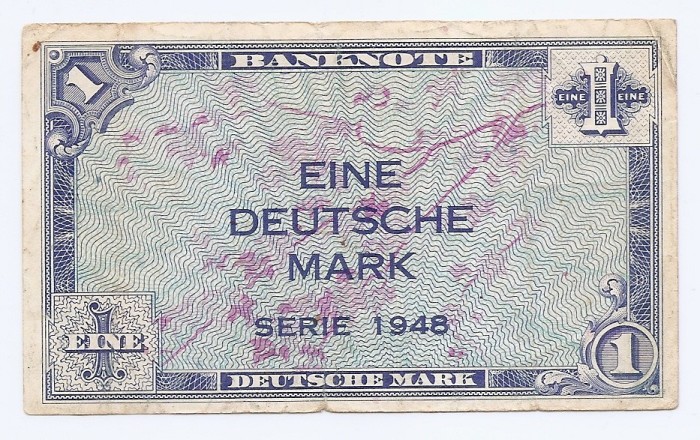 1
BANKNOTE
EINE 1 EINE
EINE
DEUTSCHE
MARK
SERIE 1948
1
EINE
DEUTSCHE MARK
1